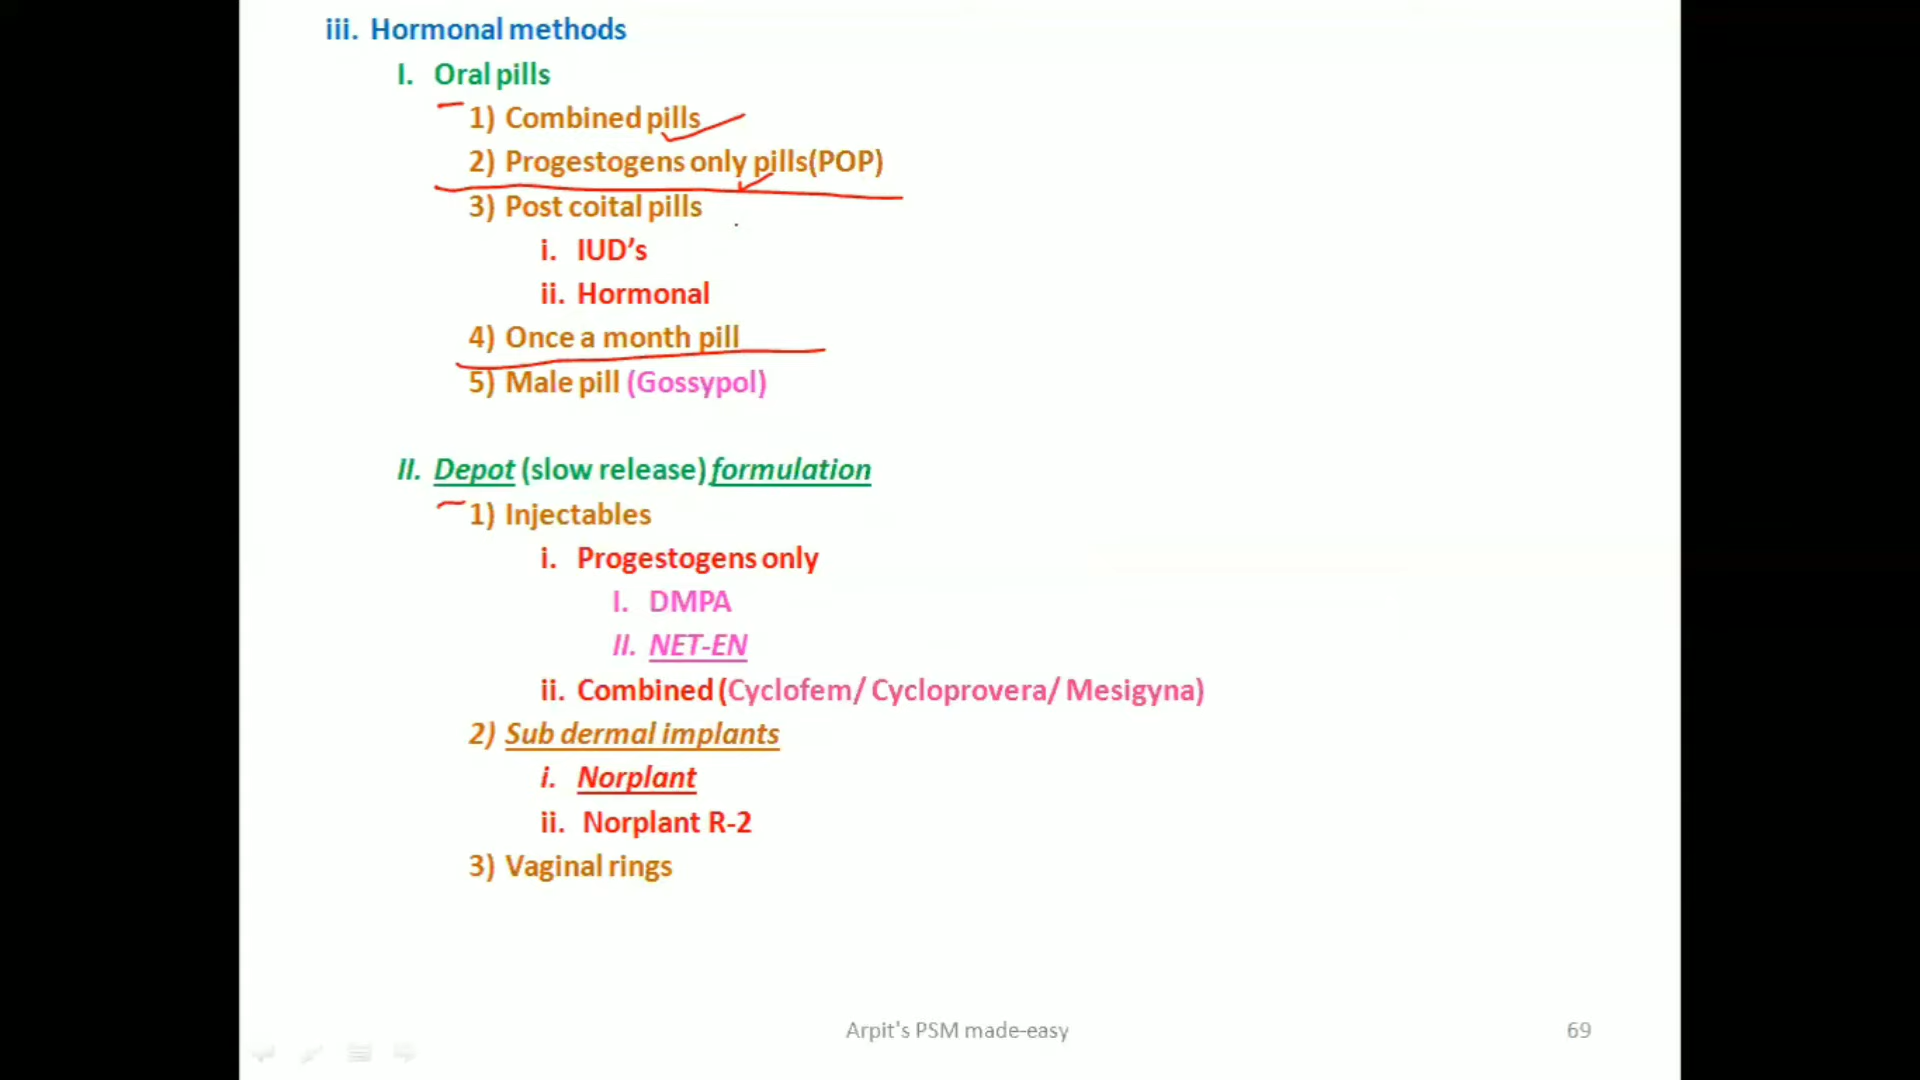 iii. Hormonal methods
I. Oral pills
1) Combined pills
2) Progestogens only pills(POP)
3) Post coital pills
i. IUD’s
ii. Hormonal
4) Once a month pill
5) Male pill (Gossypol)
II. Depot (slow release) formulation
1) Injectables
i. Progestogens only
I. DMPA
II. NET-EN
ii. Combined (Cyclofem/ Cycloprovera/ Mesigyna)
2) Sub dermal implants
i. Norplant
ii. Norplant R-2
3) Vaginal rings
Arpit's PSM made-easy
69